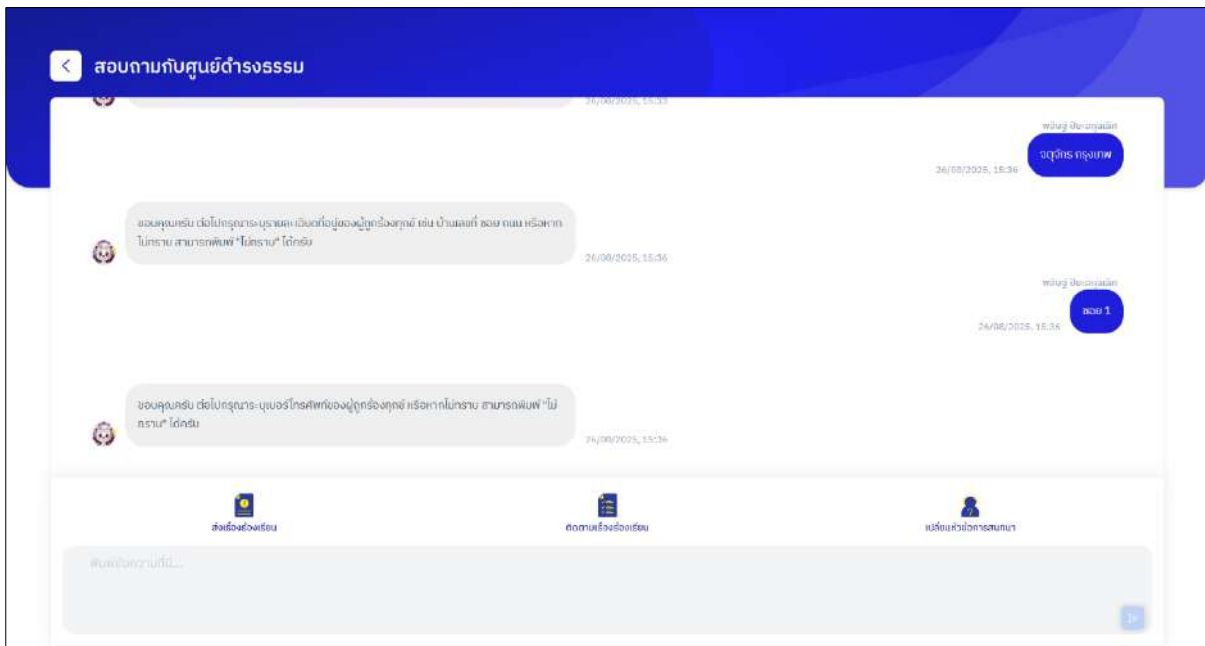 สอบถามกับศูนย์ดำรงธรรม
26/08/2025, 15:33
จตุจักร กรุงเทพ
26/08/2025, 15:36
ขอบคุณครับ ต่อไปกรุณาระบุรายละเอียดที่อยู่ของผู้ถูกร้องทุกข์ เช่น บ้านเลขที่ ซอย ถนน หรือหาก
ไม่ทราบ สามารถพิมพ์ "ไม่ทราบ" ได้ครับ
26/08/2025, 15:36
ซอย 1
26/08/2025, 15:36
ขอบคุณครับ ต่อไปกรุณาระบุเบอร์โทรศัพท์ของผู้ถูกร้องทุกข์ หรือหากไม่ทราบ สามารถพิมพ์ "ไม่
ทราบ" ได้ครับ
26/08/2025, 15:36
ส่งเรื่องร้องเรียน
ติดตามเรื่องร้องเรียน
เปลี่ยนหัวข้อการสนทนา
พิมพ์ข้อความที่นี่...